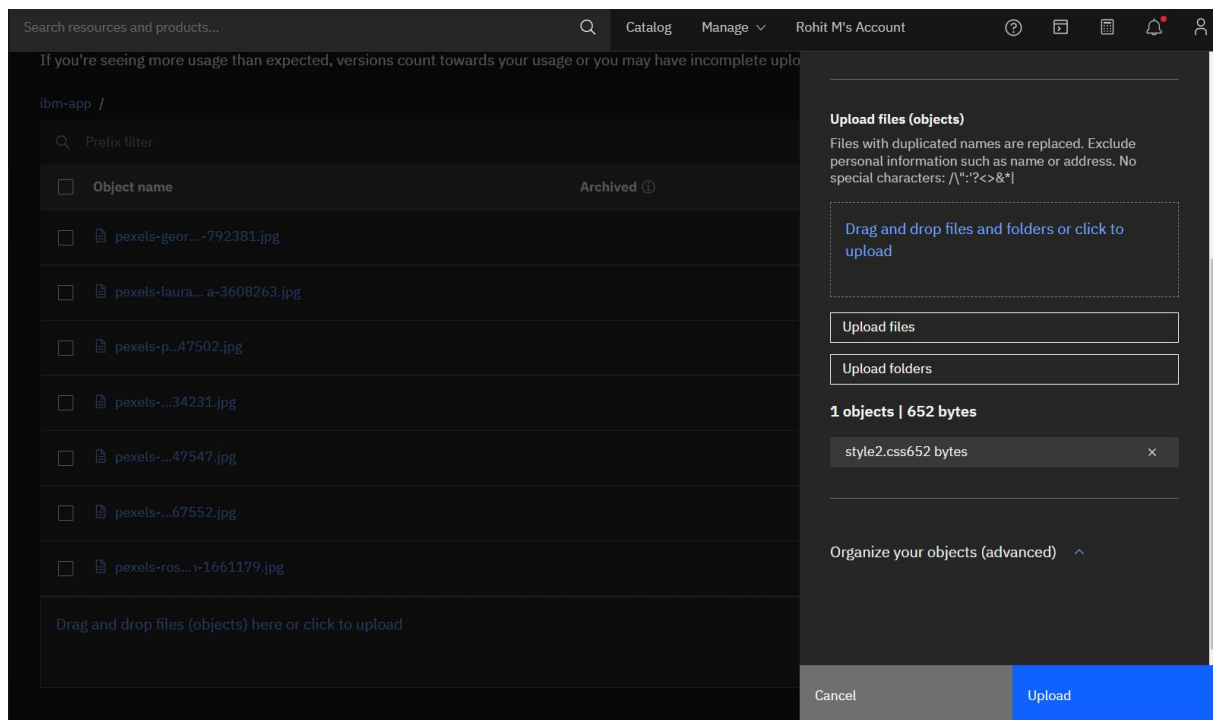 Search resources and products...
Catalog
Manage
Rohit M's Account
If you're seeing more usage than expected, versions count towards your usage or you may have incomplete uplo
ibm-app /
Prefix filter
Object name
Archived
pexels-geor...-792381.jpg
pexels-laura... a-3608263.jpg
pexels-p...47502.jpg
pexels-...34231.jpg
pexels-...47547.jpg
pexels-...67552.jpg
pexels-ros... ı-1661179.jpg
Drag and drop files (objects) here or click to upload
Upload files (objects)
Files with duplicated names are replaced. Exclude
personal information such as name or address. No
special characters: /\":'?<>&*|
Drag and drop files and folders or click to
upload
Upload files
Upload folders
1 objects | 652 bytes
style2.css652 bytes
Organize your objects (advanced)
Cancel
Upload